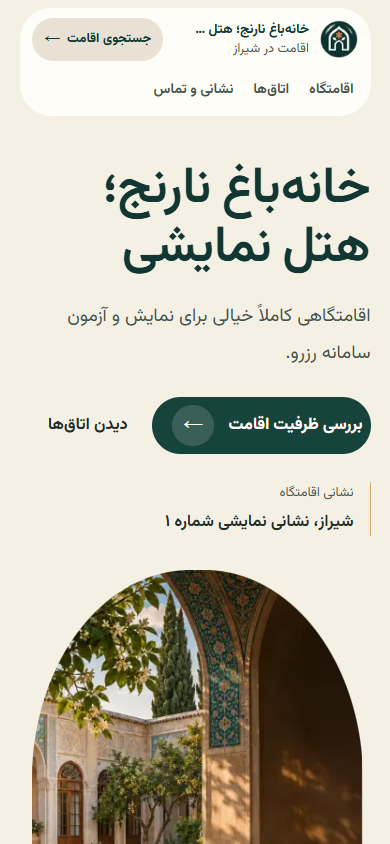 خانه‌باغ نارنج؛ هتل ...
اقامت در شیراز
جستجوی اقامت ←
اقامتگاه
اتاق‌ها
نشانی و تماس
خانه‌باغ نارنج؛
هتل نمایشی
اقامتگاهی کاملاً خیالی برای نمایش و آزمون
سامانه رزرو.
بررسی ظرفیت اقامت ←
دیدن اتاق‌ها
نشانی اقامتگاه
شیراز، نشانی نمایشی شماره ۱